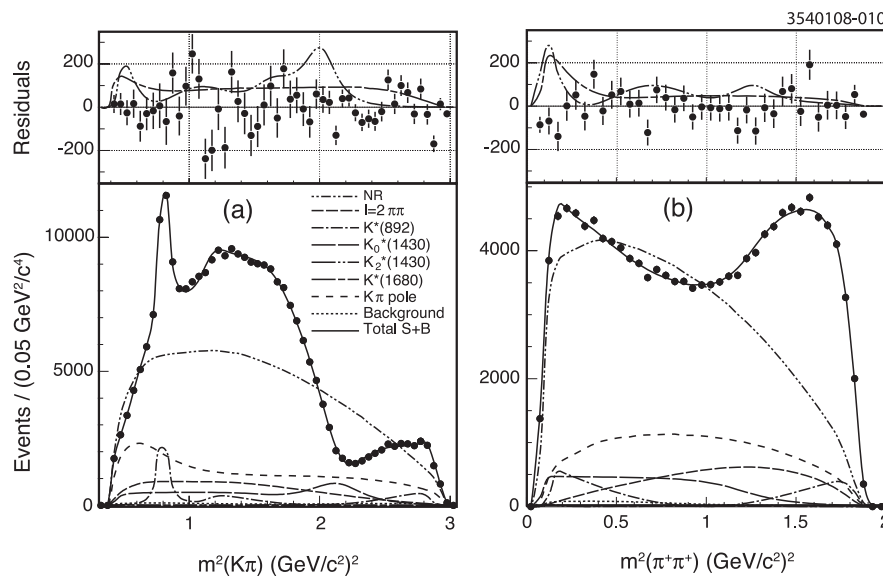 3540108-010
Residuals
200
0
-200
200
0
-200
Events / (0.05 GeV²/c⁴)
10000
5000
0
(a)
NR
I=2 ππ
K*(892)
K₀*(1430)
K₂*(1430)
K*(1680)
Kπ pole
Background
Total S+B
4000
2000
0
(b)
1 2 3
m²(Kπ) (GeV/c²)²
0 0.5 1 1.5 2
m²(π⁺π⁺) (GeV/c²)²